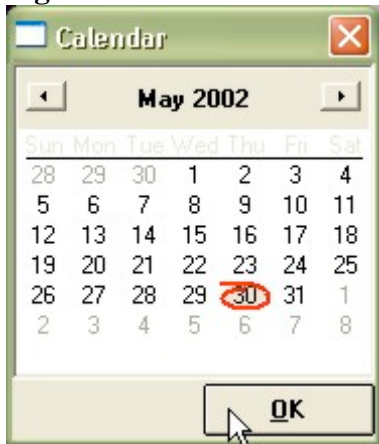 Calendar
May 2002
Sun Mon Tue Wed Thu Fri Sat
28 29 30 1 2 3 4
5 6 7 8 9 10 11
12 13 14 15 16 17 18
19 20 21 22 23 24 25
26 27 28 29 30 31 1
2 3 4 5 6 7 8
OK